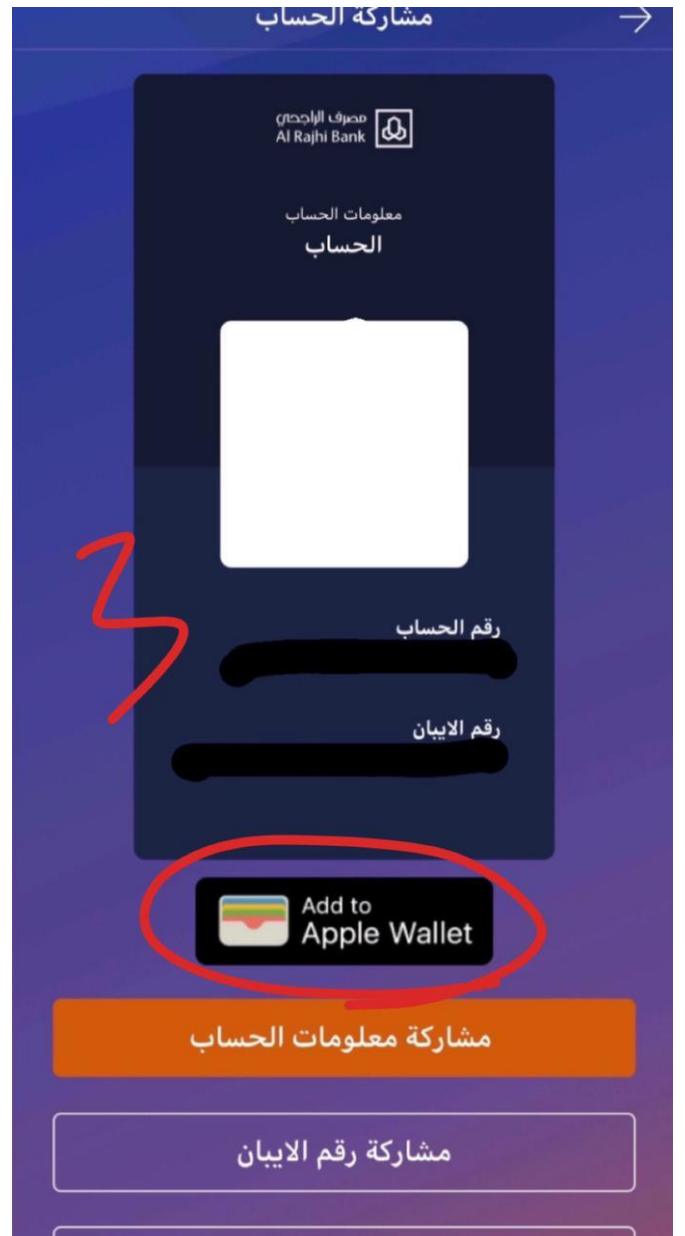 مشاركة الحساب
مصرف الراجحي
Al Rajhi Bank
معلومات الحساب
الحساب
3
رقم الحساب
رقم الايبان
Add to
Apple Wallet
مشاركة معلومات الحساب
مشاركة رقم الايبان